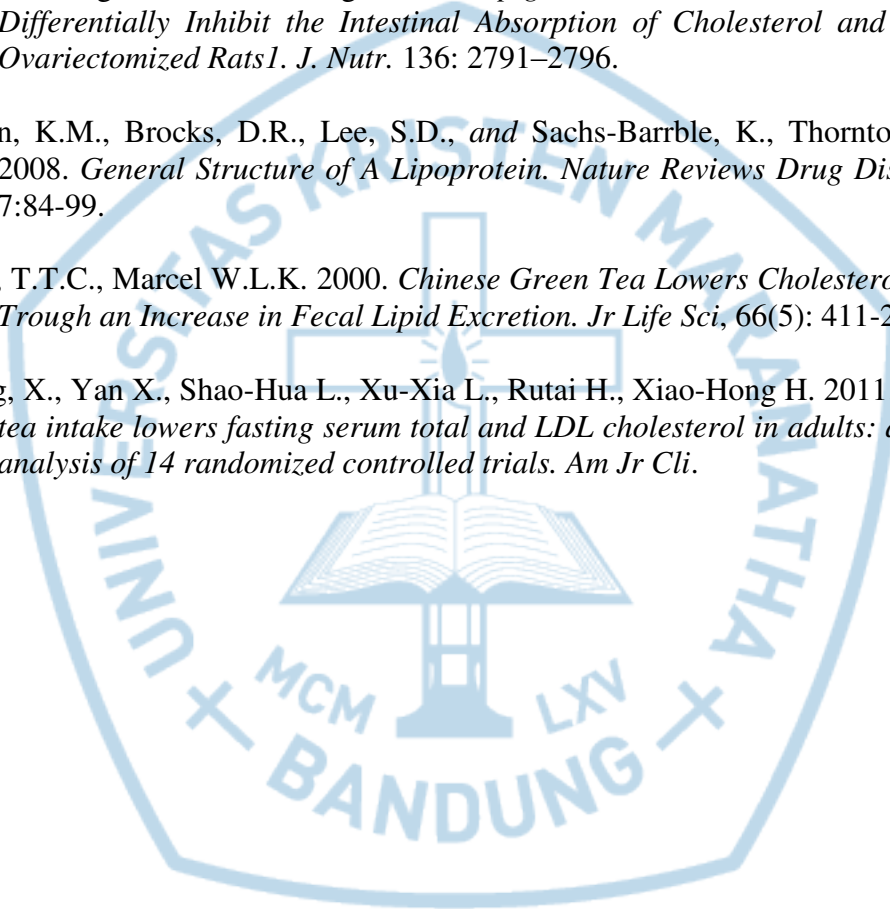 Differentially Inhibit the Intestinal Absorption of Cholesterol and
Ovariectomized Rats1. J. Nutr. 136: 2791–2796.
n, K.M., Brocks, D.R., Lee, S.D., and Sachs-Barrble, K., Thornto
2008. General Structure of A Lipoprotein. Nature Reviews Drug Dis
7:84-99.
, T.T.C., Marcel W.L.K. 2000. Chinese Green Tea Lowers Cholestero
Trough an Increase in Fecal Lipid Excretion. Jr Life Sci, 66(5): 411-2
g, X., Yan X., Shao-Hua L., Xu-Xia L., Rutai H., Xiao-Hong H. 2011
tea intake lowers fasting serum total and LDL cholesterol in adults: a
analysis of 14 randomized controlled trials. Am Jr Cli.
UNIVERSITAS KRISTEN MARANATHA
MCM LXV
BANDUNG